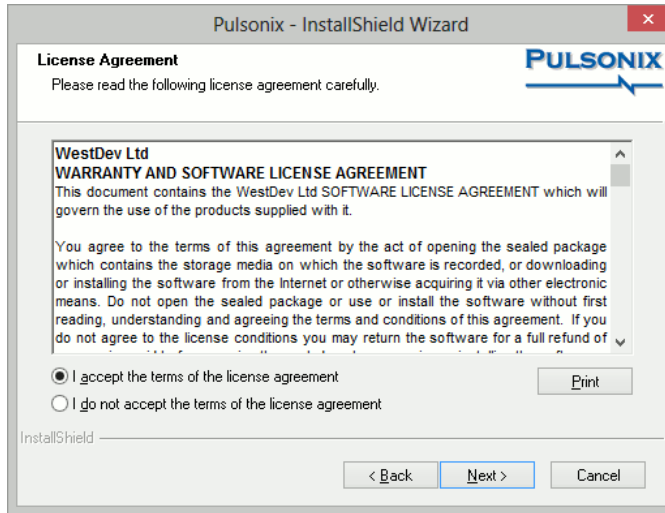 Pulsonix - InstallShield Wizard
License Agreement
Please read the following license agreement carefully.
PULSONIX
WestDev Ltd
WARRANTY AND SOFTWARE LICENSE AGREEMENT
This document contains the WestDev Ltd SOFTWARE LICENSE AGREEMENT which will
govern the use of the products supplied with it.
You agree to the terms of this agreement by the act of opening the sealed package
which contains the storage media on which the software is recorded, or downloading
or installing the software from the Internet or otherwise acquiring it via other electronic
means. Do not open the sealed package or use or install the software without first
reading, understanding and agreeing the terms and conditions of this agreement. If you
do not agree to the license conditions you may return the software for a full refund of
I accept the terms of the license agreement
Print
I do not accept the terms of the license agreement
InstallShield
< Back
Next >
Cancel